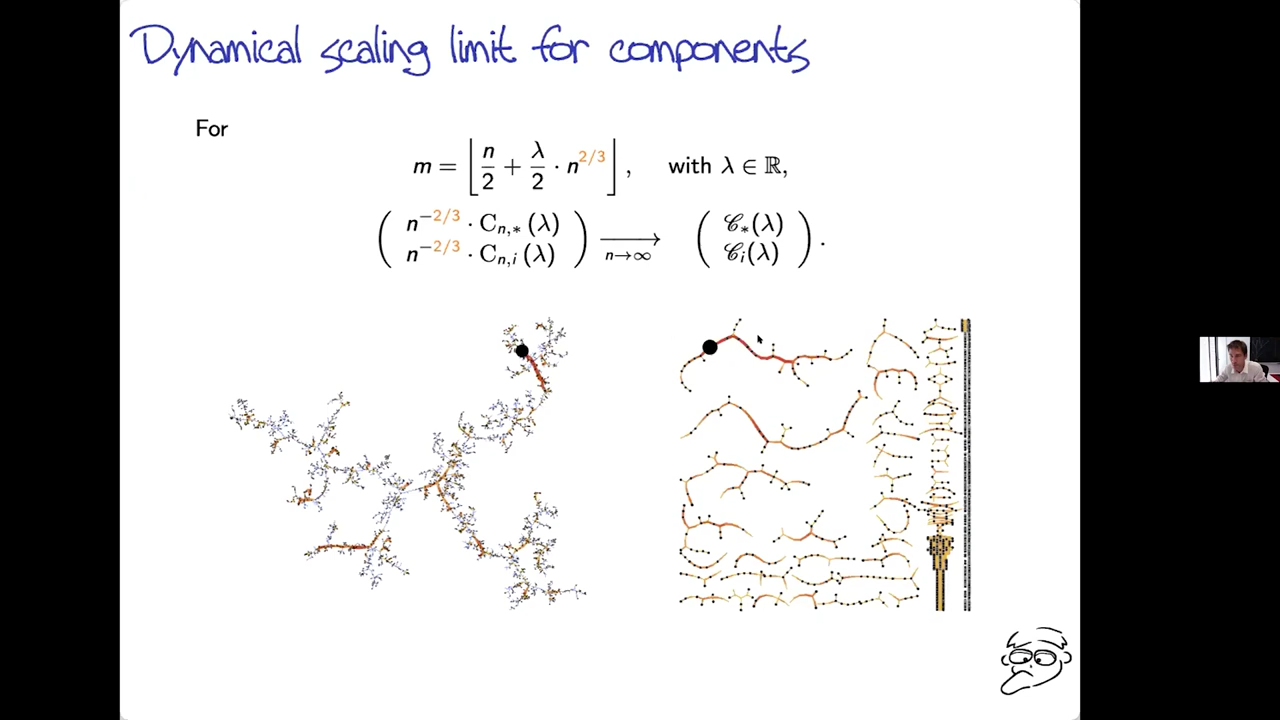 Dynamical scaling limit for components
For
m = ⌊ n/2 + λ/2 · n^{2/3} ⌋ , with λ ∈ ℝ,
( n^{-2/3} · C_{n,*}(λ) ) ( 𝒞_*(λ) )
( n^{-2/3} · C_{n,i}(λ) ) ⟶_{n→∞} ( 𝒞_i(λ) ) .